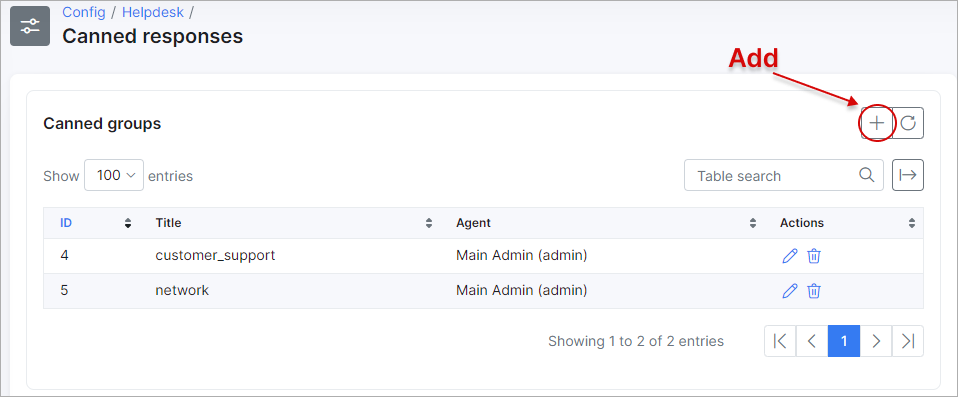 Config / Helpdesk /
Canned responses
Add
Canned groups
Show 100 entries
Table search
ID Title Agent Actions
4 customer_support Main Admin (admin)
5 network Main Admin (admin)
Showing 1 to 2 of 2 entries
1